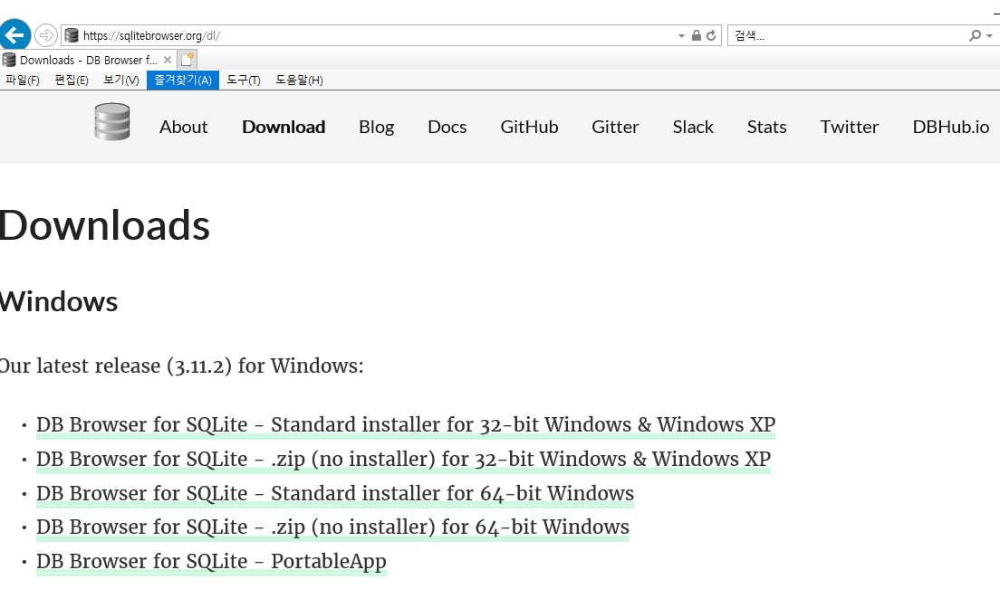 https://sqlitebrowser.org/dl/
검색...
Downloads - DB Browser f...
파일(F) 편집(E) 보기(V) 즐겨찾기(A) 도구(T) 도움말(H)
About Download Blog Docs GitHub Gitter Slack Stats Twitter DBHub.io
Downloads
Windows
Our latest release (3.11.2) for Windows:
• DB Browser for SQLite - Standard installer for 32-bit Windows & Windows XP
• DB Browser for SQLite - .zip (no installer) for 32-bit Windows & Windows XP
• DB Browser for SQLite - Standard installer for 64-bit Windows
• DB Browser for SQLite - .zip (no installer) for 64-bit Windows
• DB Browser for SQLite - PortableApp